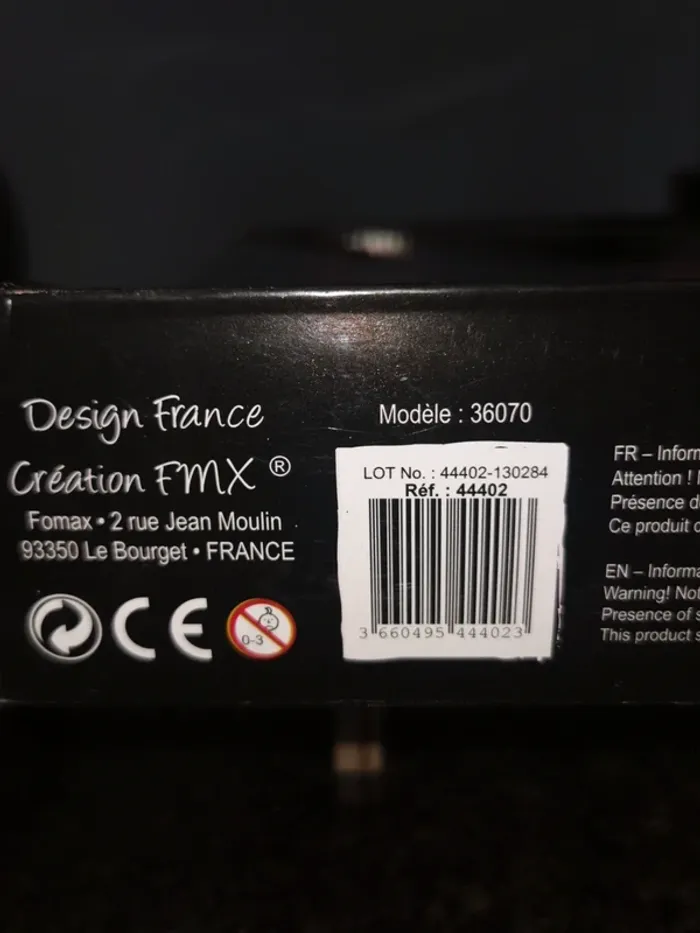 Design France
Création FMX ®
Fomax • 2 rue Jean Moulin
93350 Le Bourget • FRANCE
CE
0-3
Modèle : 36070
LOT No. : 44402-130284
Réf. : 44402
3 660495 444023
FR – Inform
Attention !
Présence d
Ce produit
EN – Informa
Warning! Not
Presence of s
This product s